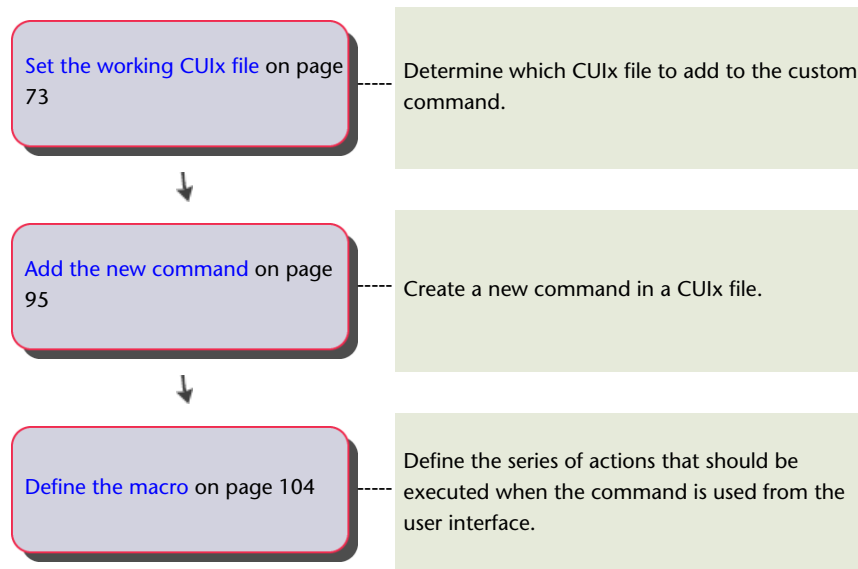 Set the working CUIx file on page
73
Determine which CUIx file to add to the custom
command.
Add the new command on page
95
Create a new command in a CUIx file.
Define the macro on page 104
Define the series of actions that should be
executed when the command is used from the
user interface.